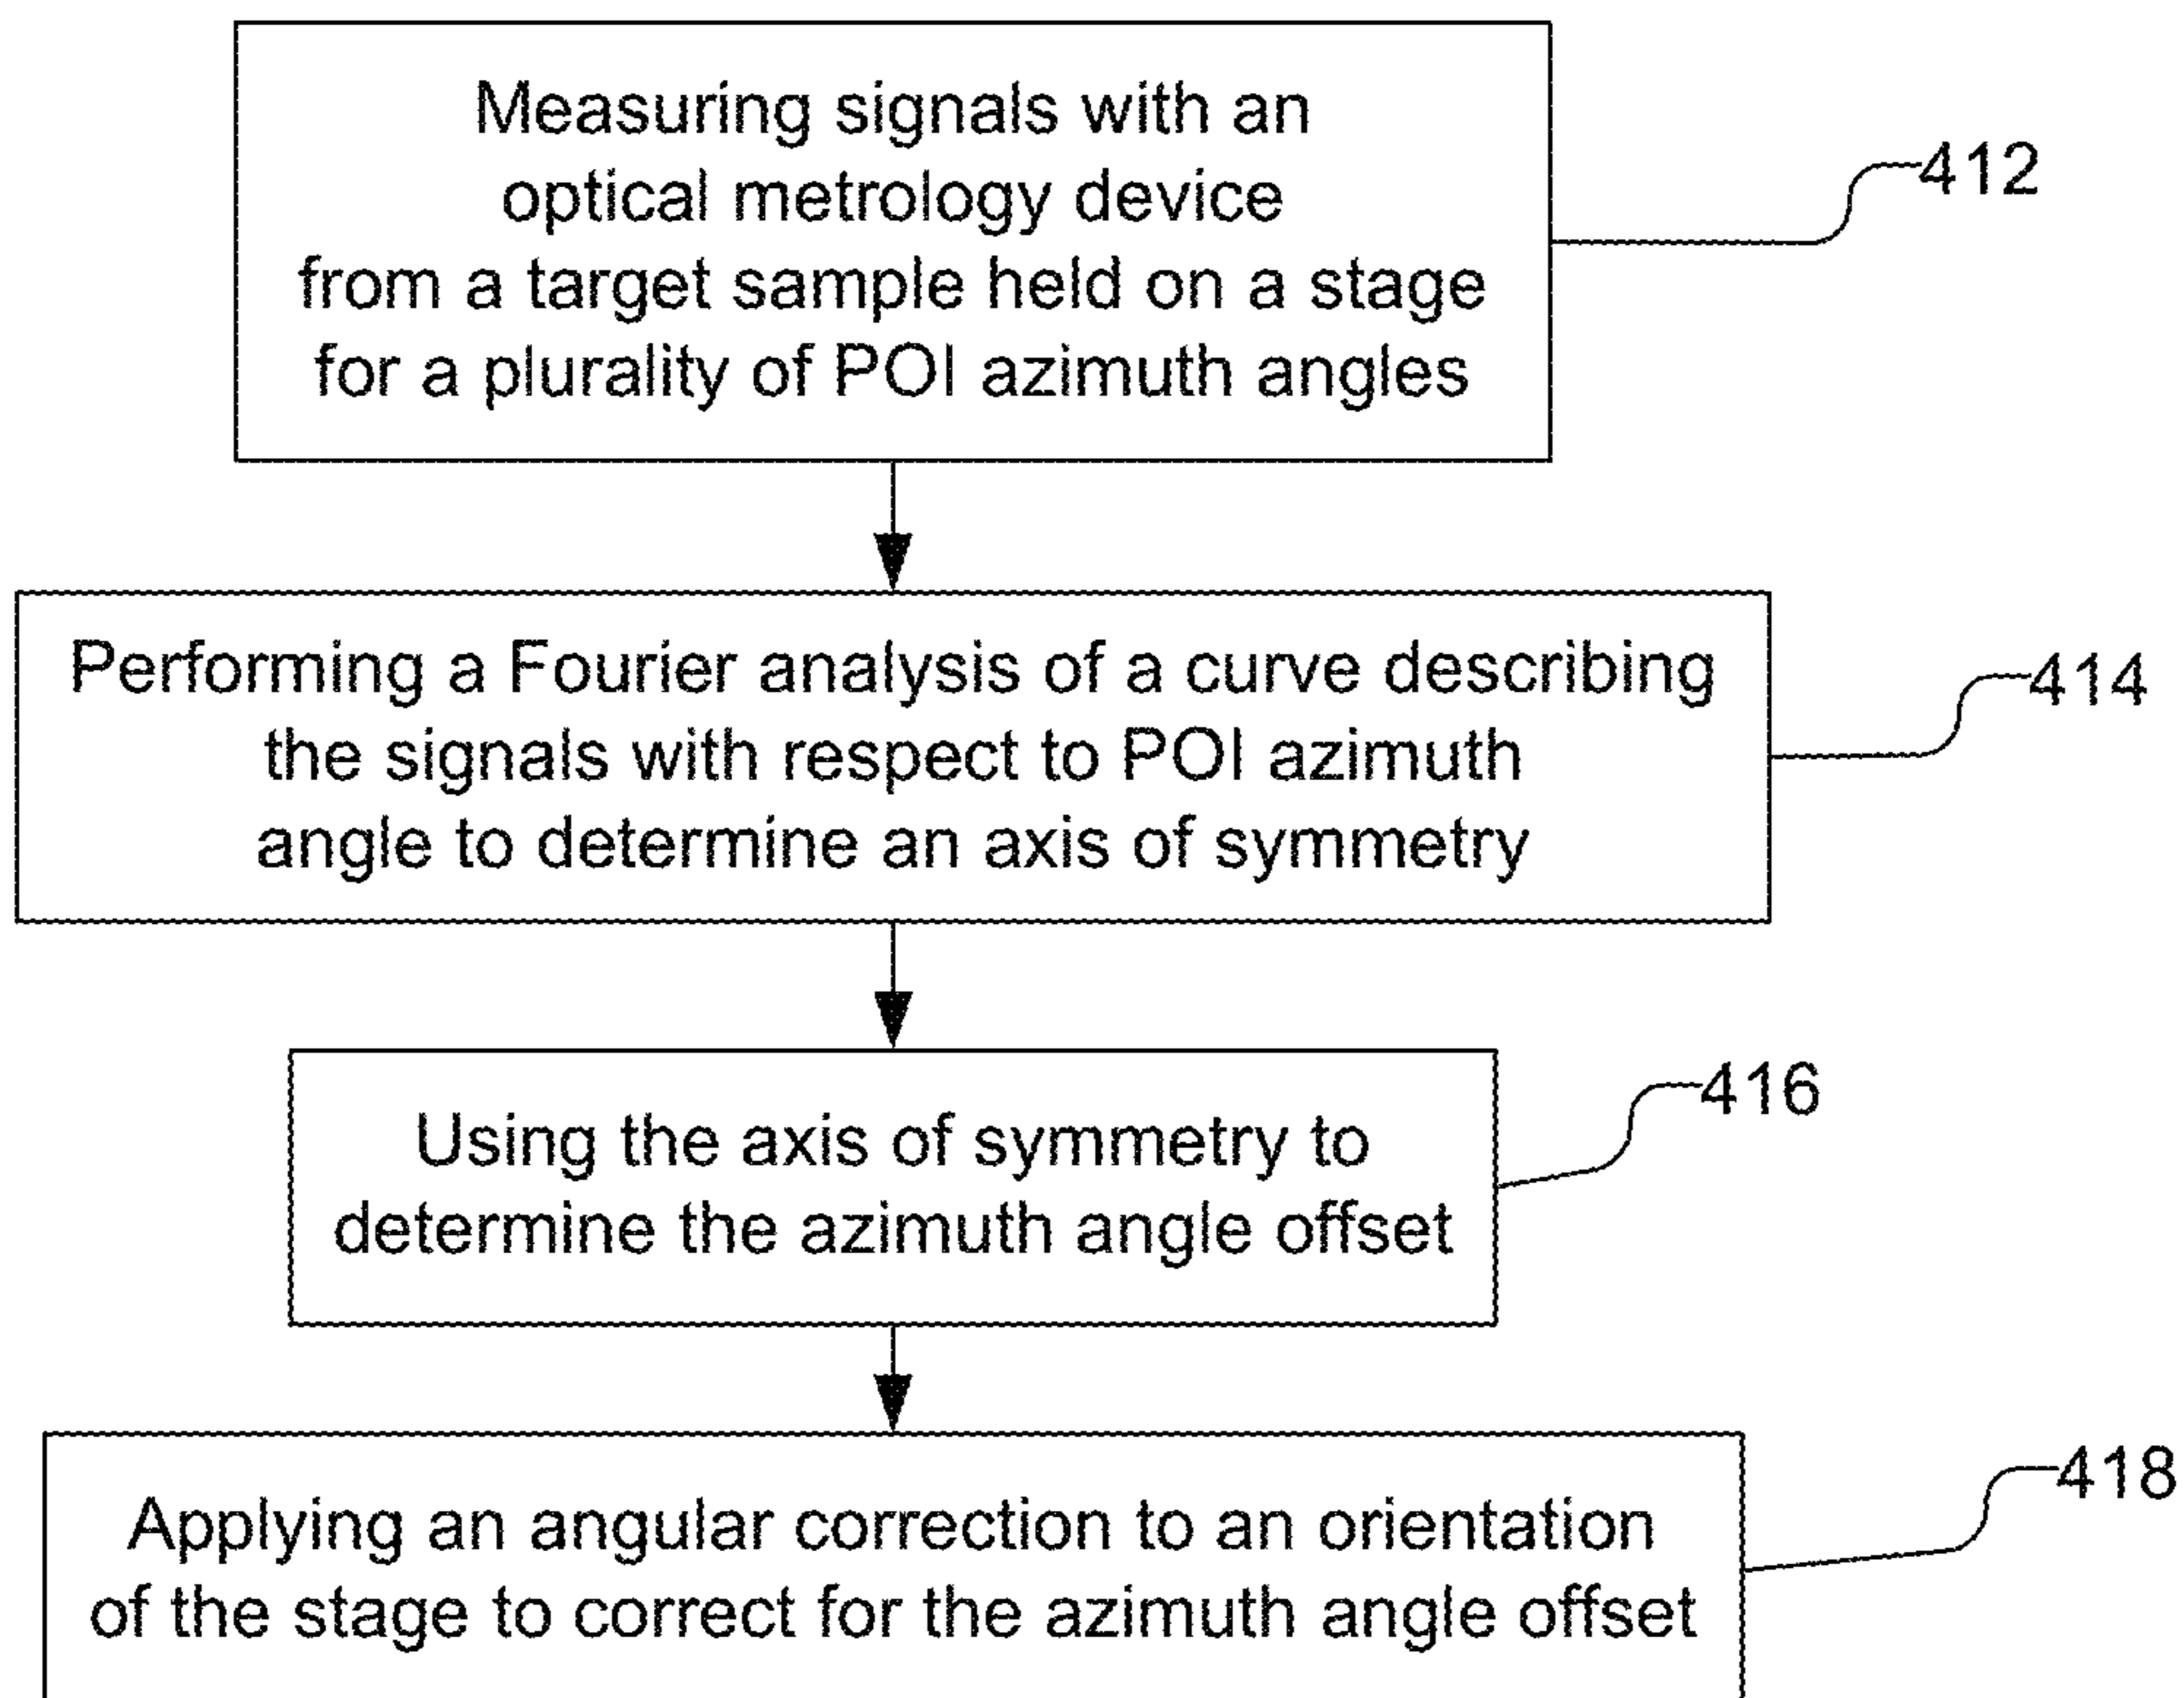 Measuring signals with an
optical metrology device
from a target sample held on a stage
for a plurality of POI azimuth angles
412
Performing a Fourier analysis of a curve describing
the signals with respect to POI azimuth
angle to determine an axis of symmetry
414
Using the axis of symmetry to
determine the azimuth angle offset
416
Applying an angular correction to an orientation
of the stage to correct for the azimuth angle offset
418